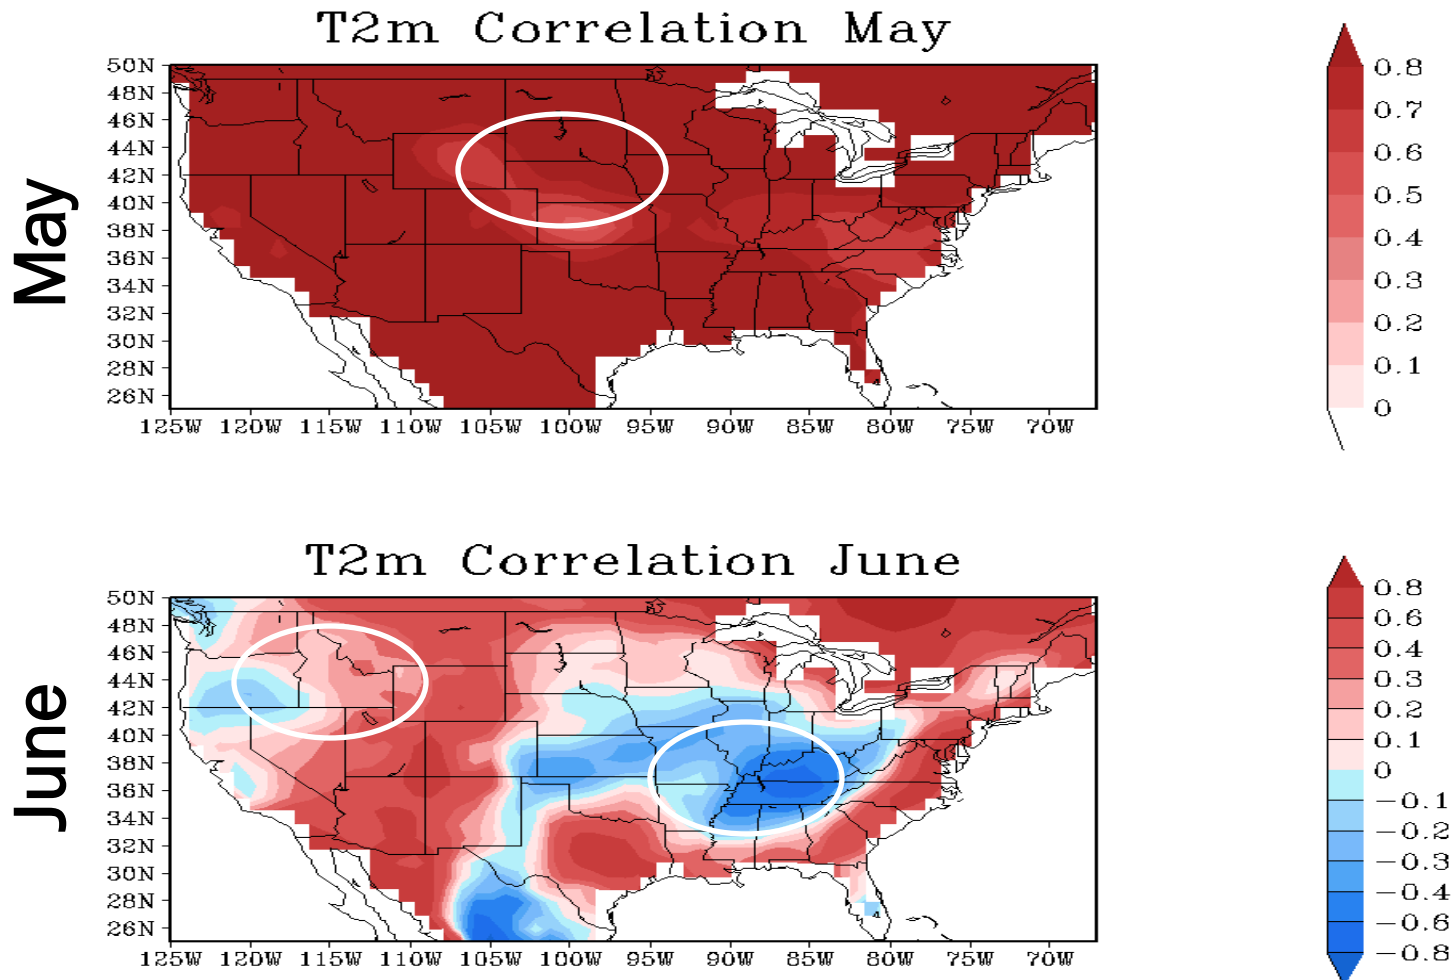 T2m Correlation May
May
50N
48N
46N
44N
42N
40N
38N
36N
34N
32N
30N
28N
26N
125W 120W 115W 110W 105W 100W 95W 90W 85W 80W 75W 70W
0.8
0.7
0.6
0.5
0.4
0.3
0.2
0.1
0
T2m Correlation June
June
50N
48N
46N
44N
42N
40N
38N
36N
34N
32N
30N
28N
26N
125W 120W 115W 110W 105W 100W 95W 90W 85W 80W 75W 70W
0.8
0.6
0.4
0.3
0.2
0.1
0
−0.1
−0.2
−0.3
−0.4
−0.6
−0.8